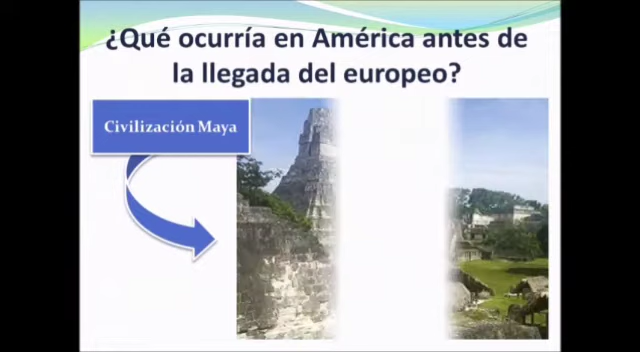 ¿Qué ocurría en América antes de
la llegada del europeo?
Civilización Maya